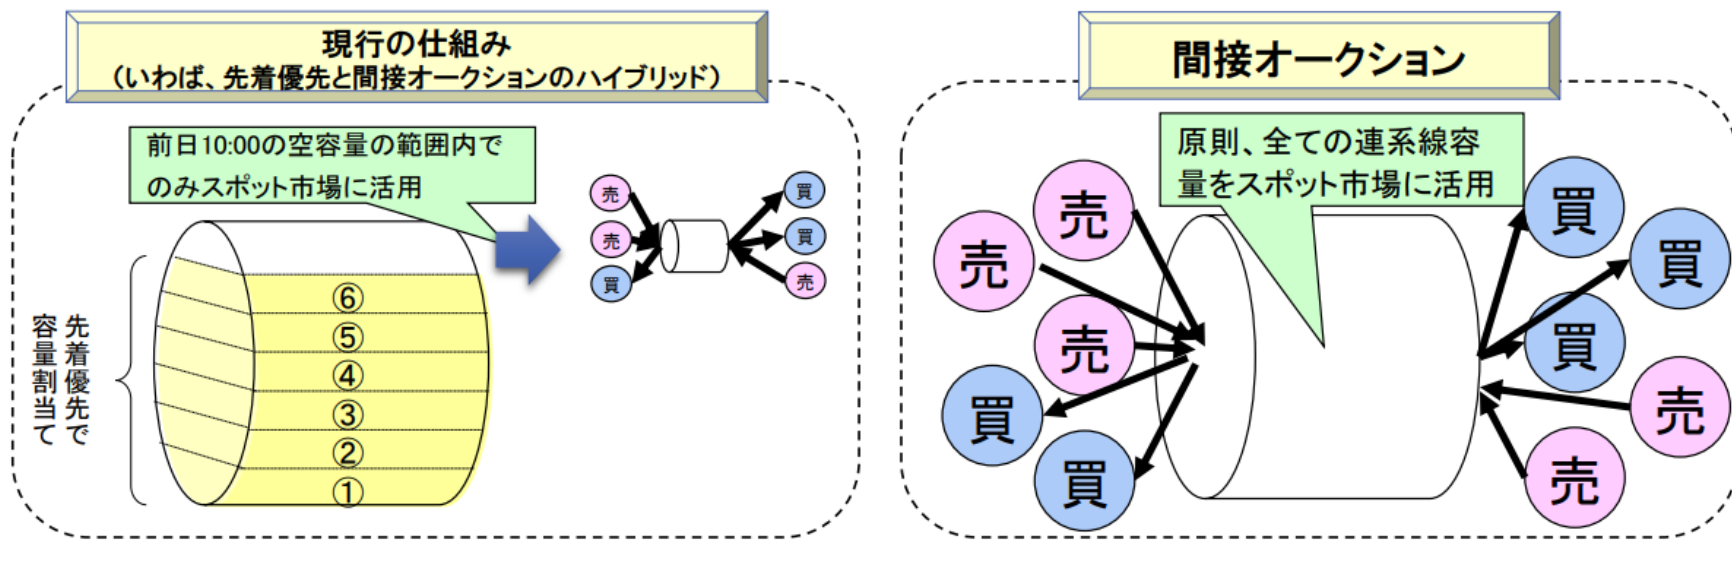 現行の仕組み
（いわば、先着優先と間接オークションのハイブリッド）
前日10:00の空容量の範囲内で
のみスポット市場に活用
先着優先で
容量割当て
⑥
⑤
④
③
②
①
売
売
買
買
買
売
間接オークション
原則、全ての連系線容
量をスポット市場に活用
売
売
売
買
買
買
買
買
売
売